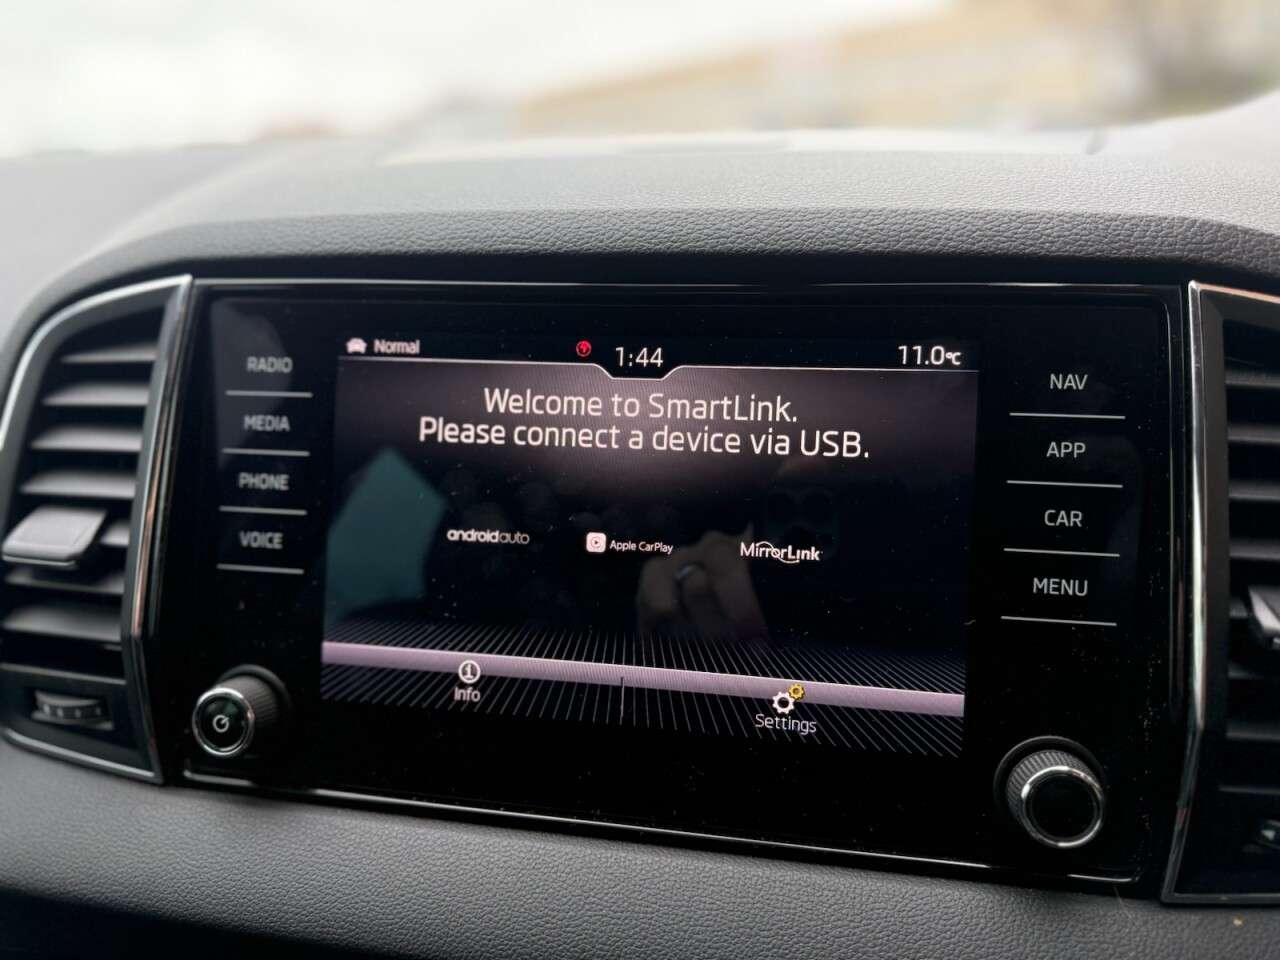 Normal
1:44
11.0°C
RADIO
MEDIA
PHONE
VOICE
Welcome to SmartLink.
Please connect a device via USB.
androidauto
Apple CarPlay
MirrorLink
Info
Settings
NAV
APP
CAR
MENU